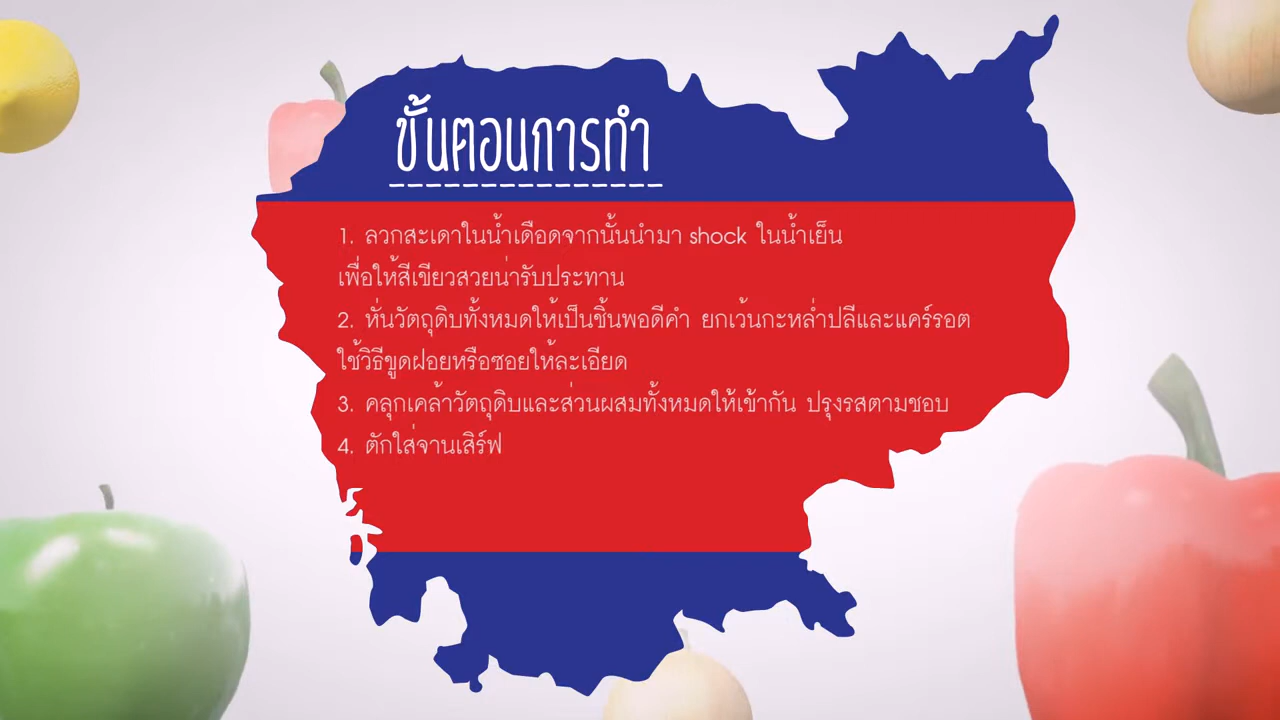 ขั้นตอนการทำ
1. ลวกสะเดาในน้ำเดือดจากนั้นนำมา shock ในน้ำเย็น
เพื่อให้สีเขียวสวยน่ารับประทาน
2. หั่นวัตถุดิบทั้งหมดให้เป็นชิ้นพอดีคำ ยกเว้นกะหล่ำปลีและแคร์รอต
ใช้วิธีขูดฝอยหรือซอยให้ละเอียด
3. คลุกเคล้าวัตถุดิบและส่วนผสมทั้งหมดให้เข้ากัน ปรุงรสตามชอบ
4. ตักใส่จานเสิร์ฟ